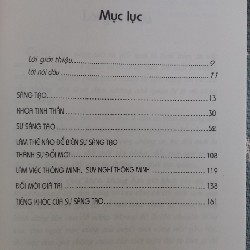 Mục lục
Lời giới thiệu 9
Lời nói đầu 11
SÁNG TẠO 13
KHOA TINH THẦN 30
SỰ SÁNG TẠO 52
LÀM THẾ NÀO ĐỂ BIẾN SỰ SÁNG TẠO
THÀNH SỰ ĐỔI MỚI 108
LÀM VIỆC THÔNG MINH, SUY NGHĨ THÔNG MINH 119
ĐỔI MỚI GIÁ TRỊ 138
TIẾNG KHÓC CỦA SỰ SÁNG TẠO 161